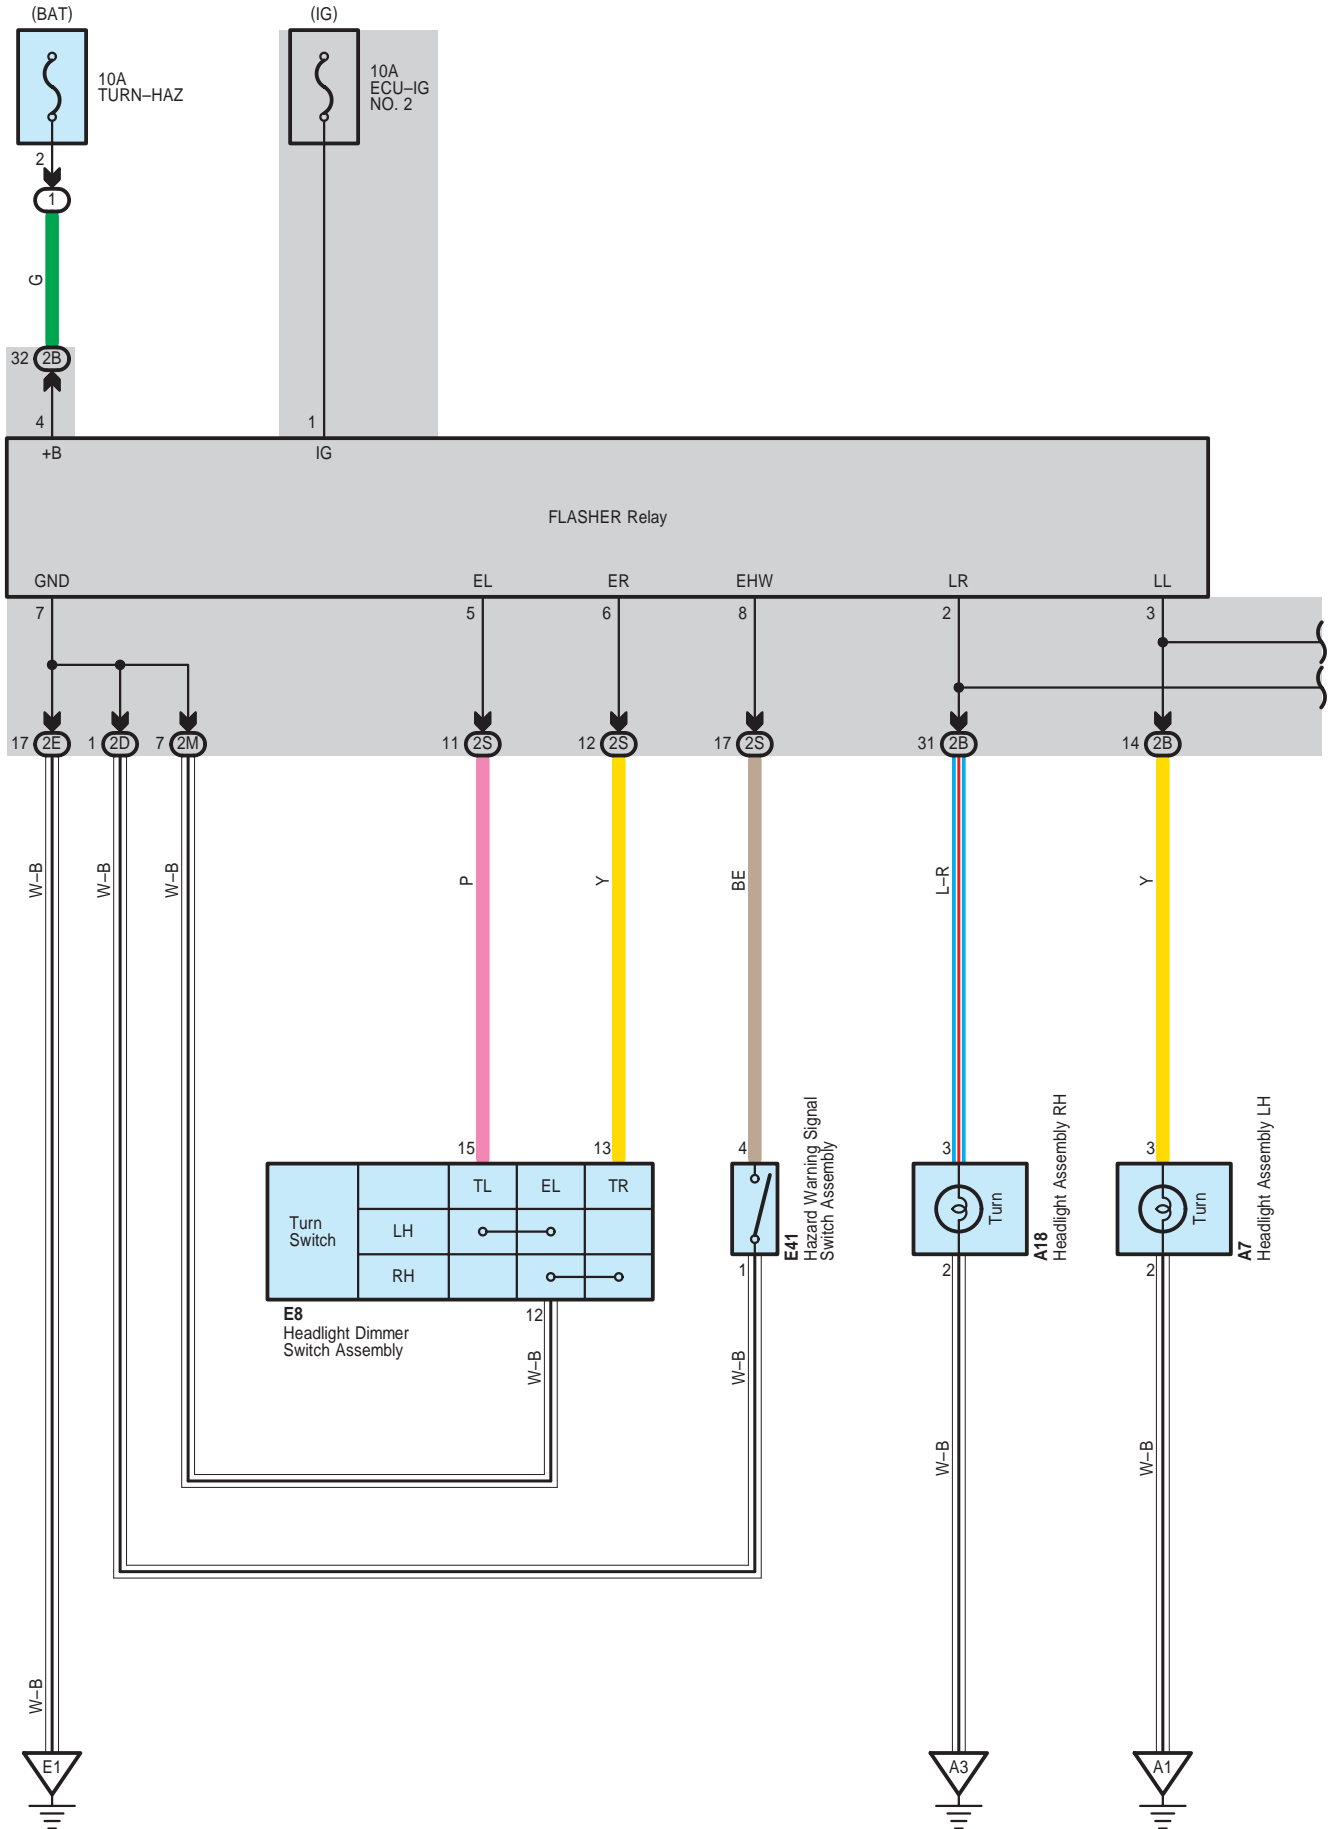 (BAT)
(IG)
10A
TURN–HAZ
10A
ECU–IG
NO. 2
2
1
G
32
2B
4
1
+B
IG
FLASHER Relay
GND
EL
ER
EHW
LR
LL
7
5
6
8
2
3
17
2E
1
2D
7
2M
11
2S
12
2S
17
2S
31
2B
14
2B
W–B
W–B
W–B
P
Y
BE
L–R
Y
15
13
4
3
3
Turn
Switch
TL
EL
TR
LH
RH
E8
Headlight Dimmer
Switch Assembly
12
E41
Hazard Warning Signal
Switch Assembly
1
Turn
A18
Headlight Assembly RH
2
Turn
A7
Headlight Assembly LH
2
W–B
W–B
W–B
W–B
W–B
E1
A3
A1